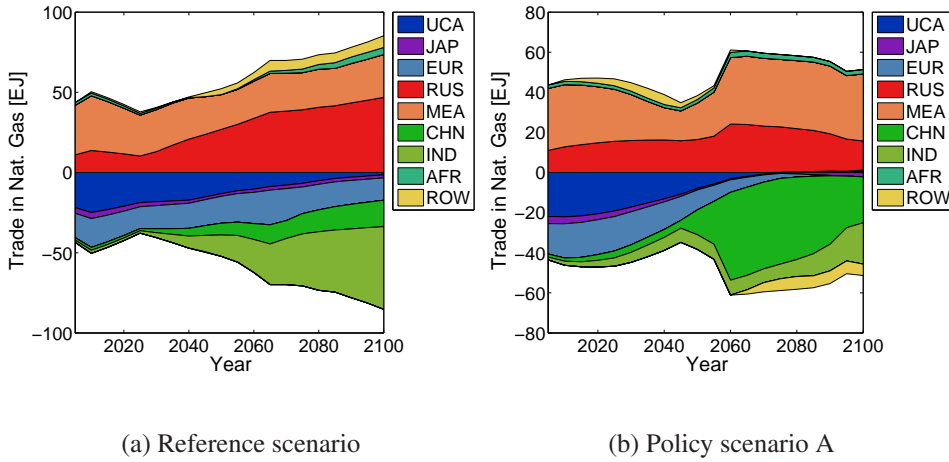 100
50
0
−50
−100
Trade in Nat. Gas [EJ]
2020 2040 2060 2080 2100
Year
UCA
JAP
EUR
RUS
MEA
CHN
IND
AFR
ROW
(a) Reference scenario
80
60
40
20
0
−20
−40
−60
−80
Trade in Nat. Gas [EJ]
2020 2040 2060 2080 2100
Year
UCA
JAP
EUR
RUS
MEA
CHN
IND
AFR
ROW
(b) Policy scenario A